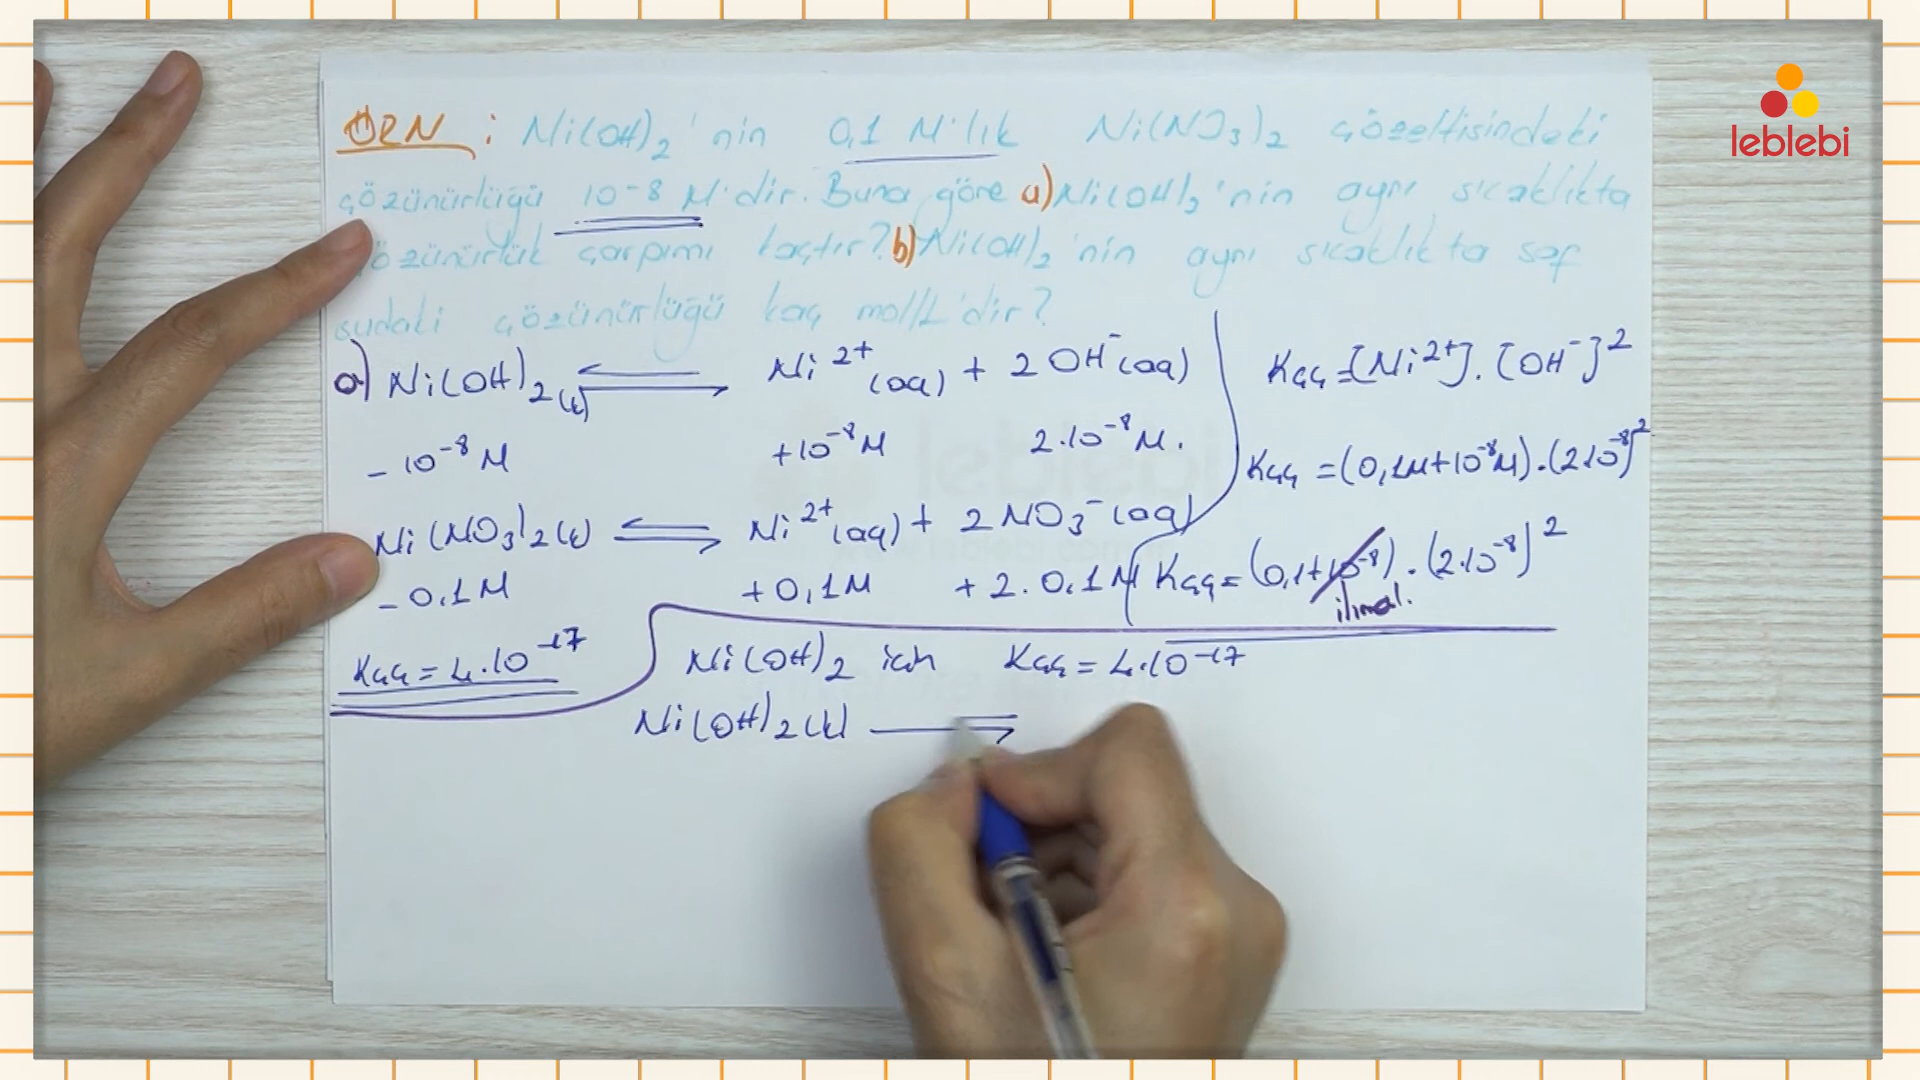 ÖRN : Ni(OH)2'nin 0,1 M'lık Ni(NO3)2 çözeltisindeki
çözünürlüğü 10-8 M'dir. Buna göre a) Ni(OH)2'nin aynı sıcaklıkta
çözünürlük çarpımı kaçtır? b) Ni(OH)2'nin aynı sıcaklıkta saf
sudaki çözünürlüğü kaç mol/L'dir?
a) Ni(OH)2(k) ⇌ Ni2+(aq) + 2OH-(aq)
-10-8 M +10-8 M 2.10-8 M.
Ni(NO3)2(k) ⇌ Ni2+(aq) + 2NO3-(aq)
-0,1M +0,1M +2.0,1M
Kçç = [Ni2+].[OH-]2
Kçç = (0,1M+10-8M).(2.10-8)2
Kçç = (0,1+10-8).(2.10-8)2
ihmal.
Kçç = 4.10-17
Ni(OH)2 için Kçç = 4.10-17
Ni(OH)2(k) ⇌
leblebi